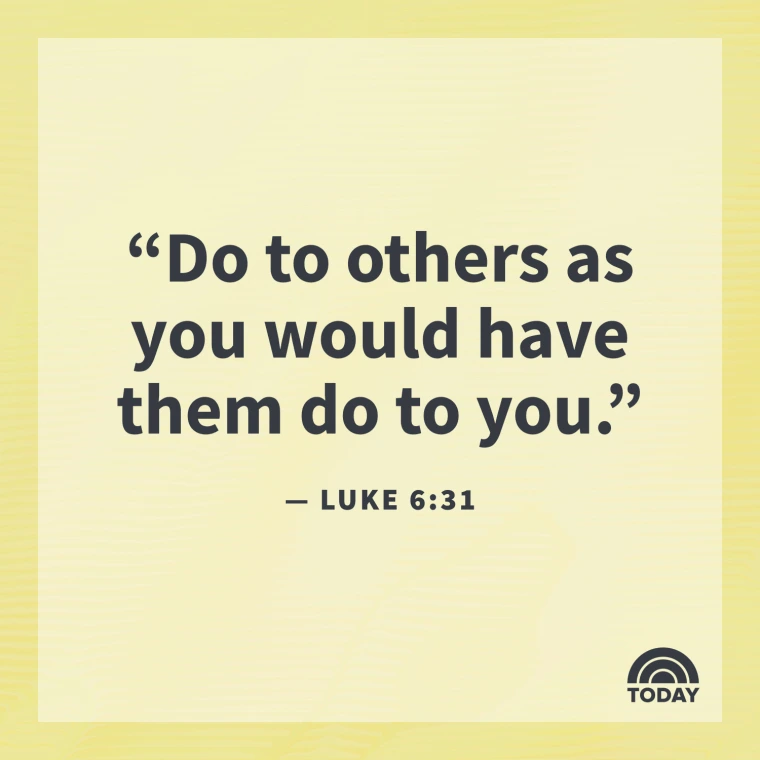 “Do to others as
you would have
them do to you.”
— LUKE 6:31
TODAY